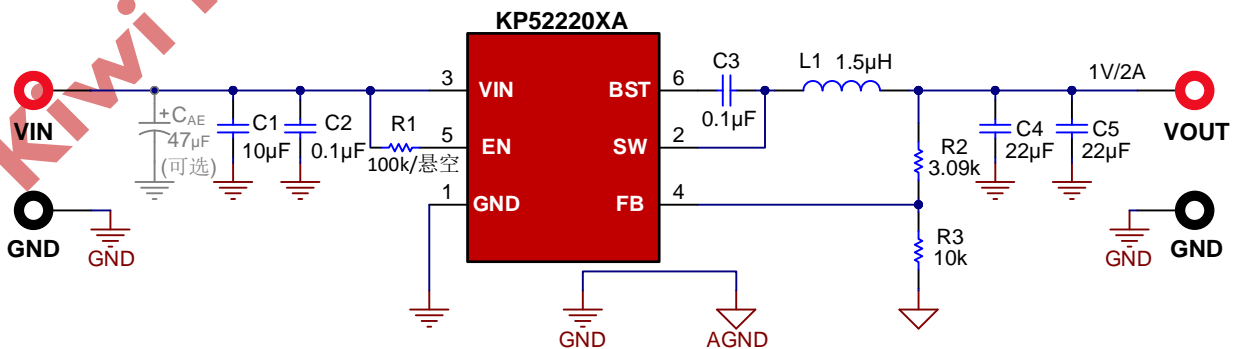 KP52220XA
Kiwi
VIN
GND
GND
+
C_AE
47μF
(可选)
C1
10μF
C2
0.1μF
R1
100k/悬空
3
5
1
VIN
EN
GND
BST
SW
FB
6
2
4
C3
0.1μF
L1 1.5μH
R2
3.09k
R3
10k
C4
22μF
C5
22μF
1V/2A
VOUT
GND
GND
GND
AGND